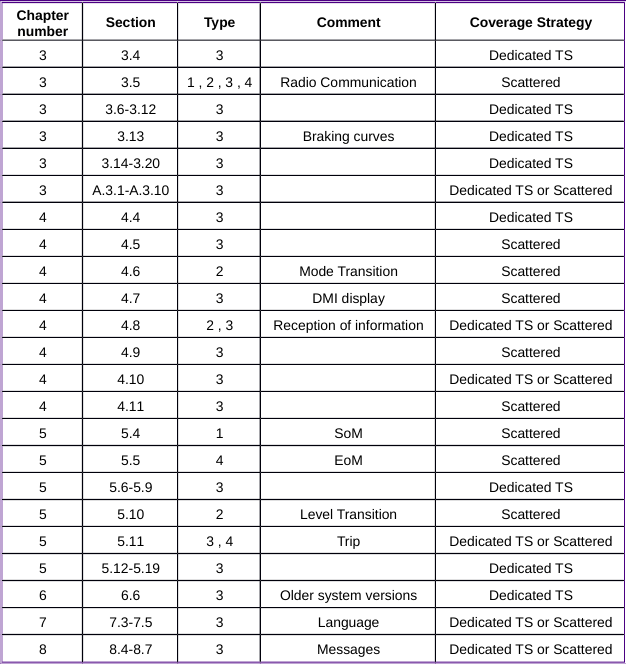 Chapter number Section Type Comment Coverage Strategy
3 3.4 3 Dedicated TS
3 3.5 1 , 2 , 3 , 4 Radio Communication Scattered
3 3.6-3.12 3 Dedicated TS
3 3.13 3 Braking curves Dedicated TS
3 3.14-3.20 3 Dedicated TS
3 A.3.1-A.3.10 3 Dedicated TS or Scattered
4 4.4 3 Dedicated TS
4 4.5 3 Scattered
4 4.6 2 Mode Transition Scattered
4 4.7 3 DMI display Scattered
4 4.8 2 , 3 Reception of information Dedicated TS or Scattered
4 4.9 3 Scattered
4 4.10 3 Dedicated TS or Scattered
4 4.11 3 Scattered
5 5.4 1 SoM Scattered
5 5.5 4 EoM Scattered
5 5.6-5.9 3 Dedicated TS
5 5.10 2 Level Transition Scattered
5 5.11 3 , 4 Trip Dedicated TS or Scattered
5 5.12-5.19 3 Dedicated TS
6 6.6 3 Older system versions Dedicated TS
7 7.3-7.5 3 Language Dedicated TS or Scattered
8 8.4-8.7 3 Messages Dedicated TS or Scattered